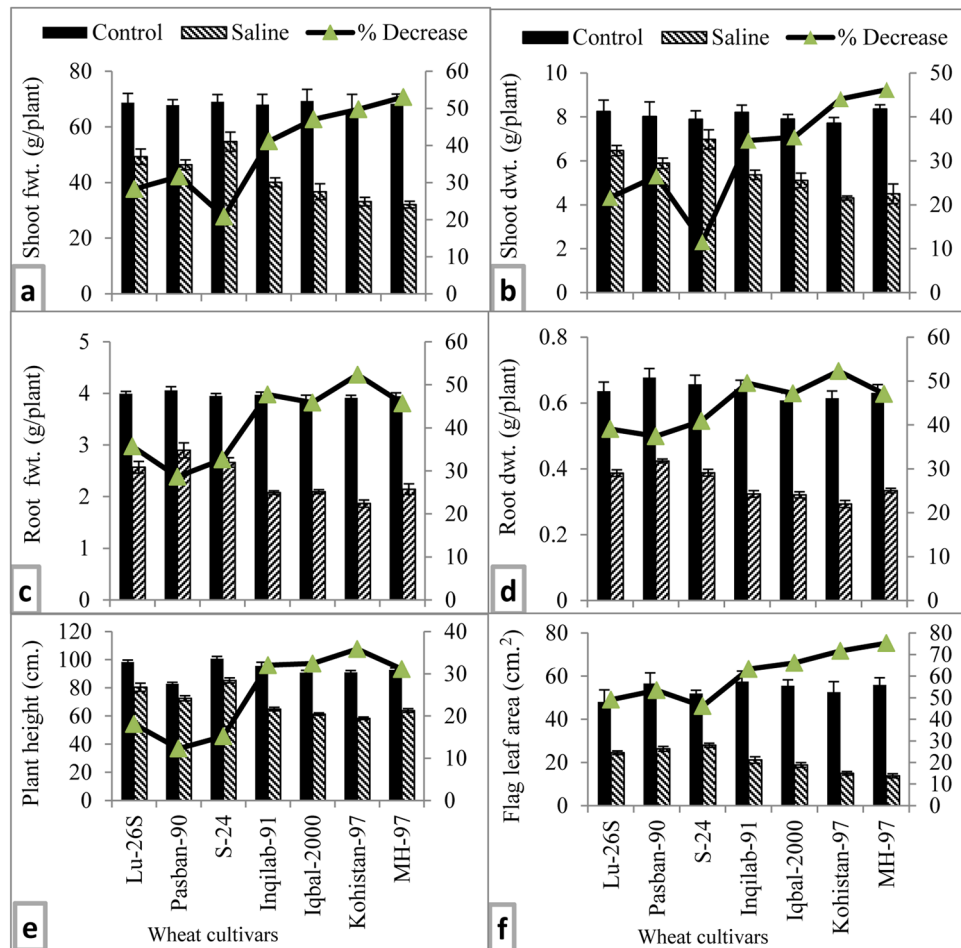 Control Saline % Decrease
Control Saline % Decrease
Shoot fwt. (g/plant)
80
60
40
20
0
60
50
40
30
20
10
0
a
Shoot dwt. (g/plant)
10
8
6
4
2
0
50
40
30
20
10
0
b
Root fwt. (g/plant)
5
4
3
2
1
0
60
50
40
30
20
10
0
c
Root dwt. (g/plant)
0.8
0.6
0.4
0.2
0
60
50
40
30
20
10
0
d
Plant height (cm.)
120
100
80
60
40
20
0
40
30
20
10
0
e
Lu-26S
Pasban-90
S-24
Inqilab-91
Iqbal-2000
Kohistan-97
MH-97
Wheat cultivars
Flag leaf area (cm.²)
80
60
40
20
0
80
70
60
50
40
30
20
10
0
f
Lu-26S
Pasban-90
S-24
Inqilab-91
Iqbal-2000
Kohistan-97
MH-97
Wheat cultivars